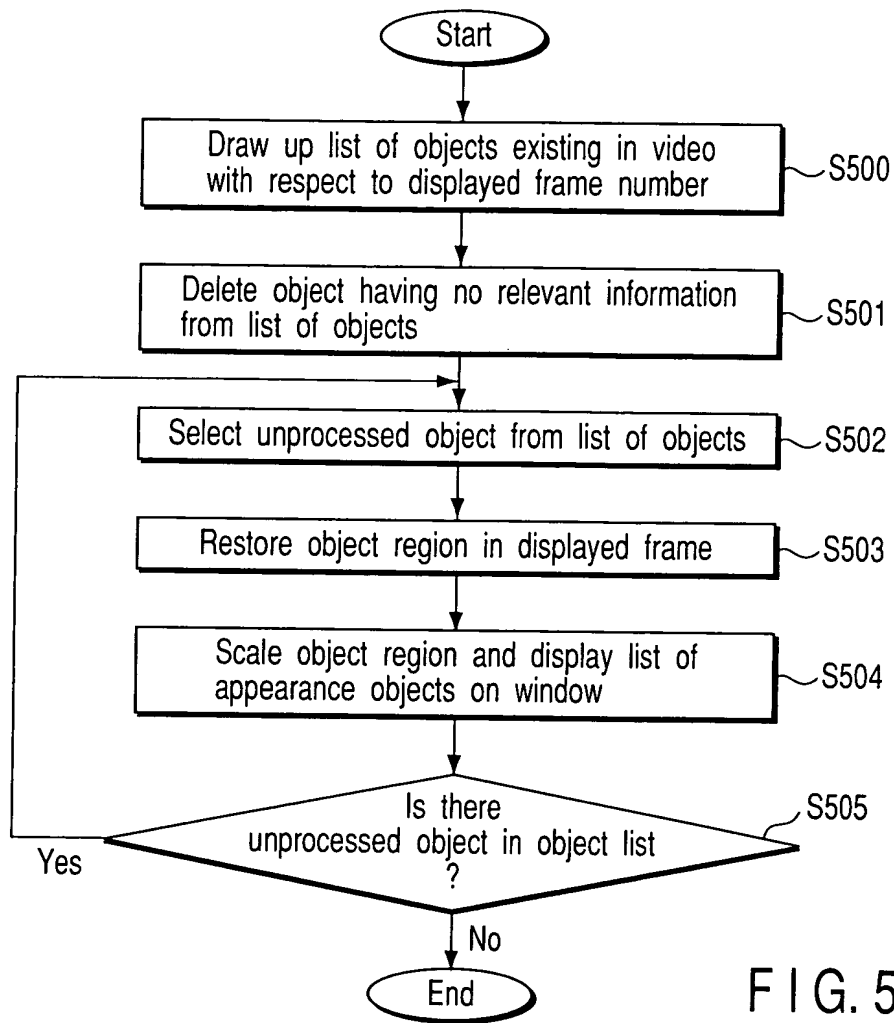 Start
Draw up list of objects existing in video
with respect to displayed frame number
S500
Delete object having no relevant information
from list of objects
S501
Select unprocessed object from list of objects
S502
Restore object region in displayed frame
S503
Scale object region and display list of
appearance objects on window
S504
Is there
unprocessed object in object list
?
S505
Yes
No
End
FIG. 5